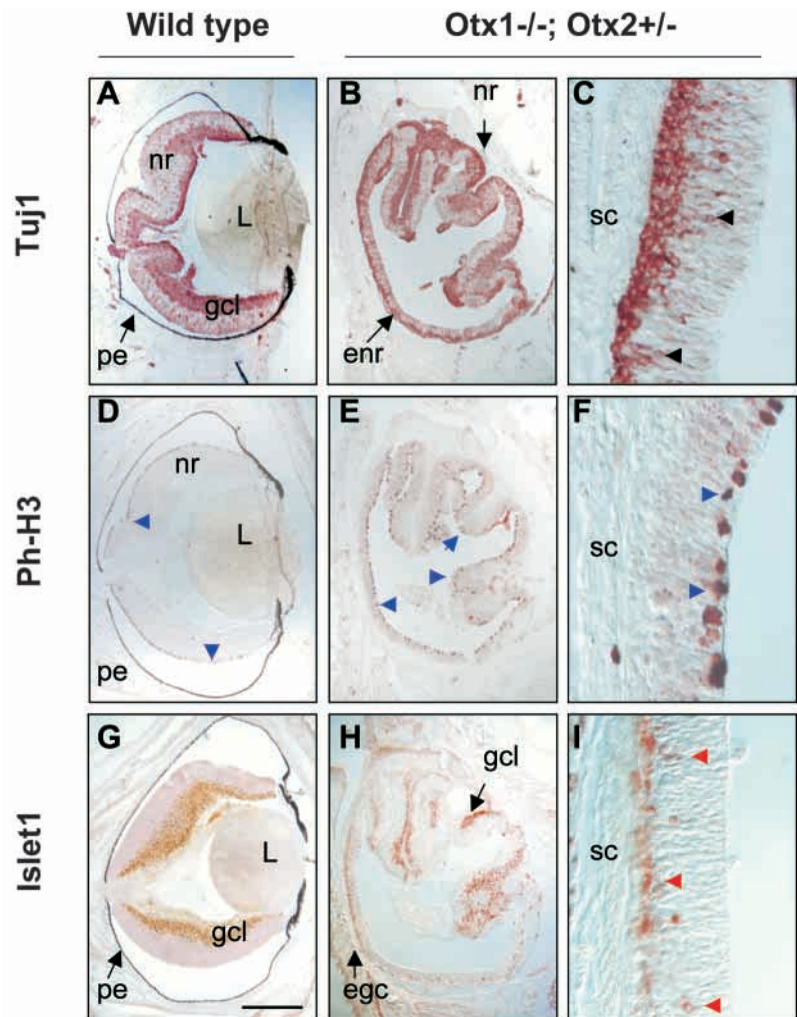 Wild type
Otx1-/-; Otx2+/-
Tuj1
A
nr
L
gcl
pe
B
nr
enr
C
sc
Ph-H3
D
nr
L
pe
E
F
sc
Islet1
G
L
gcl
pe
H
gcl
egc
I
sc